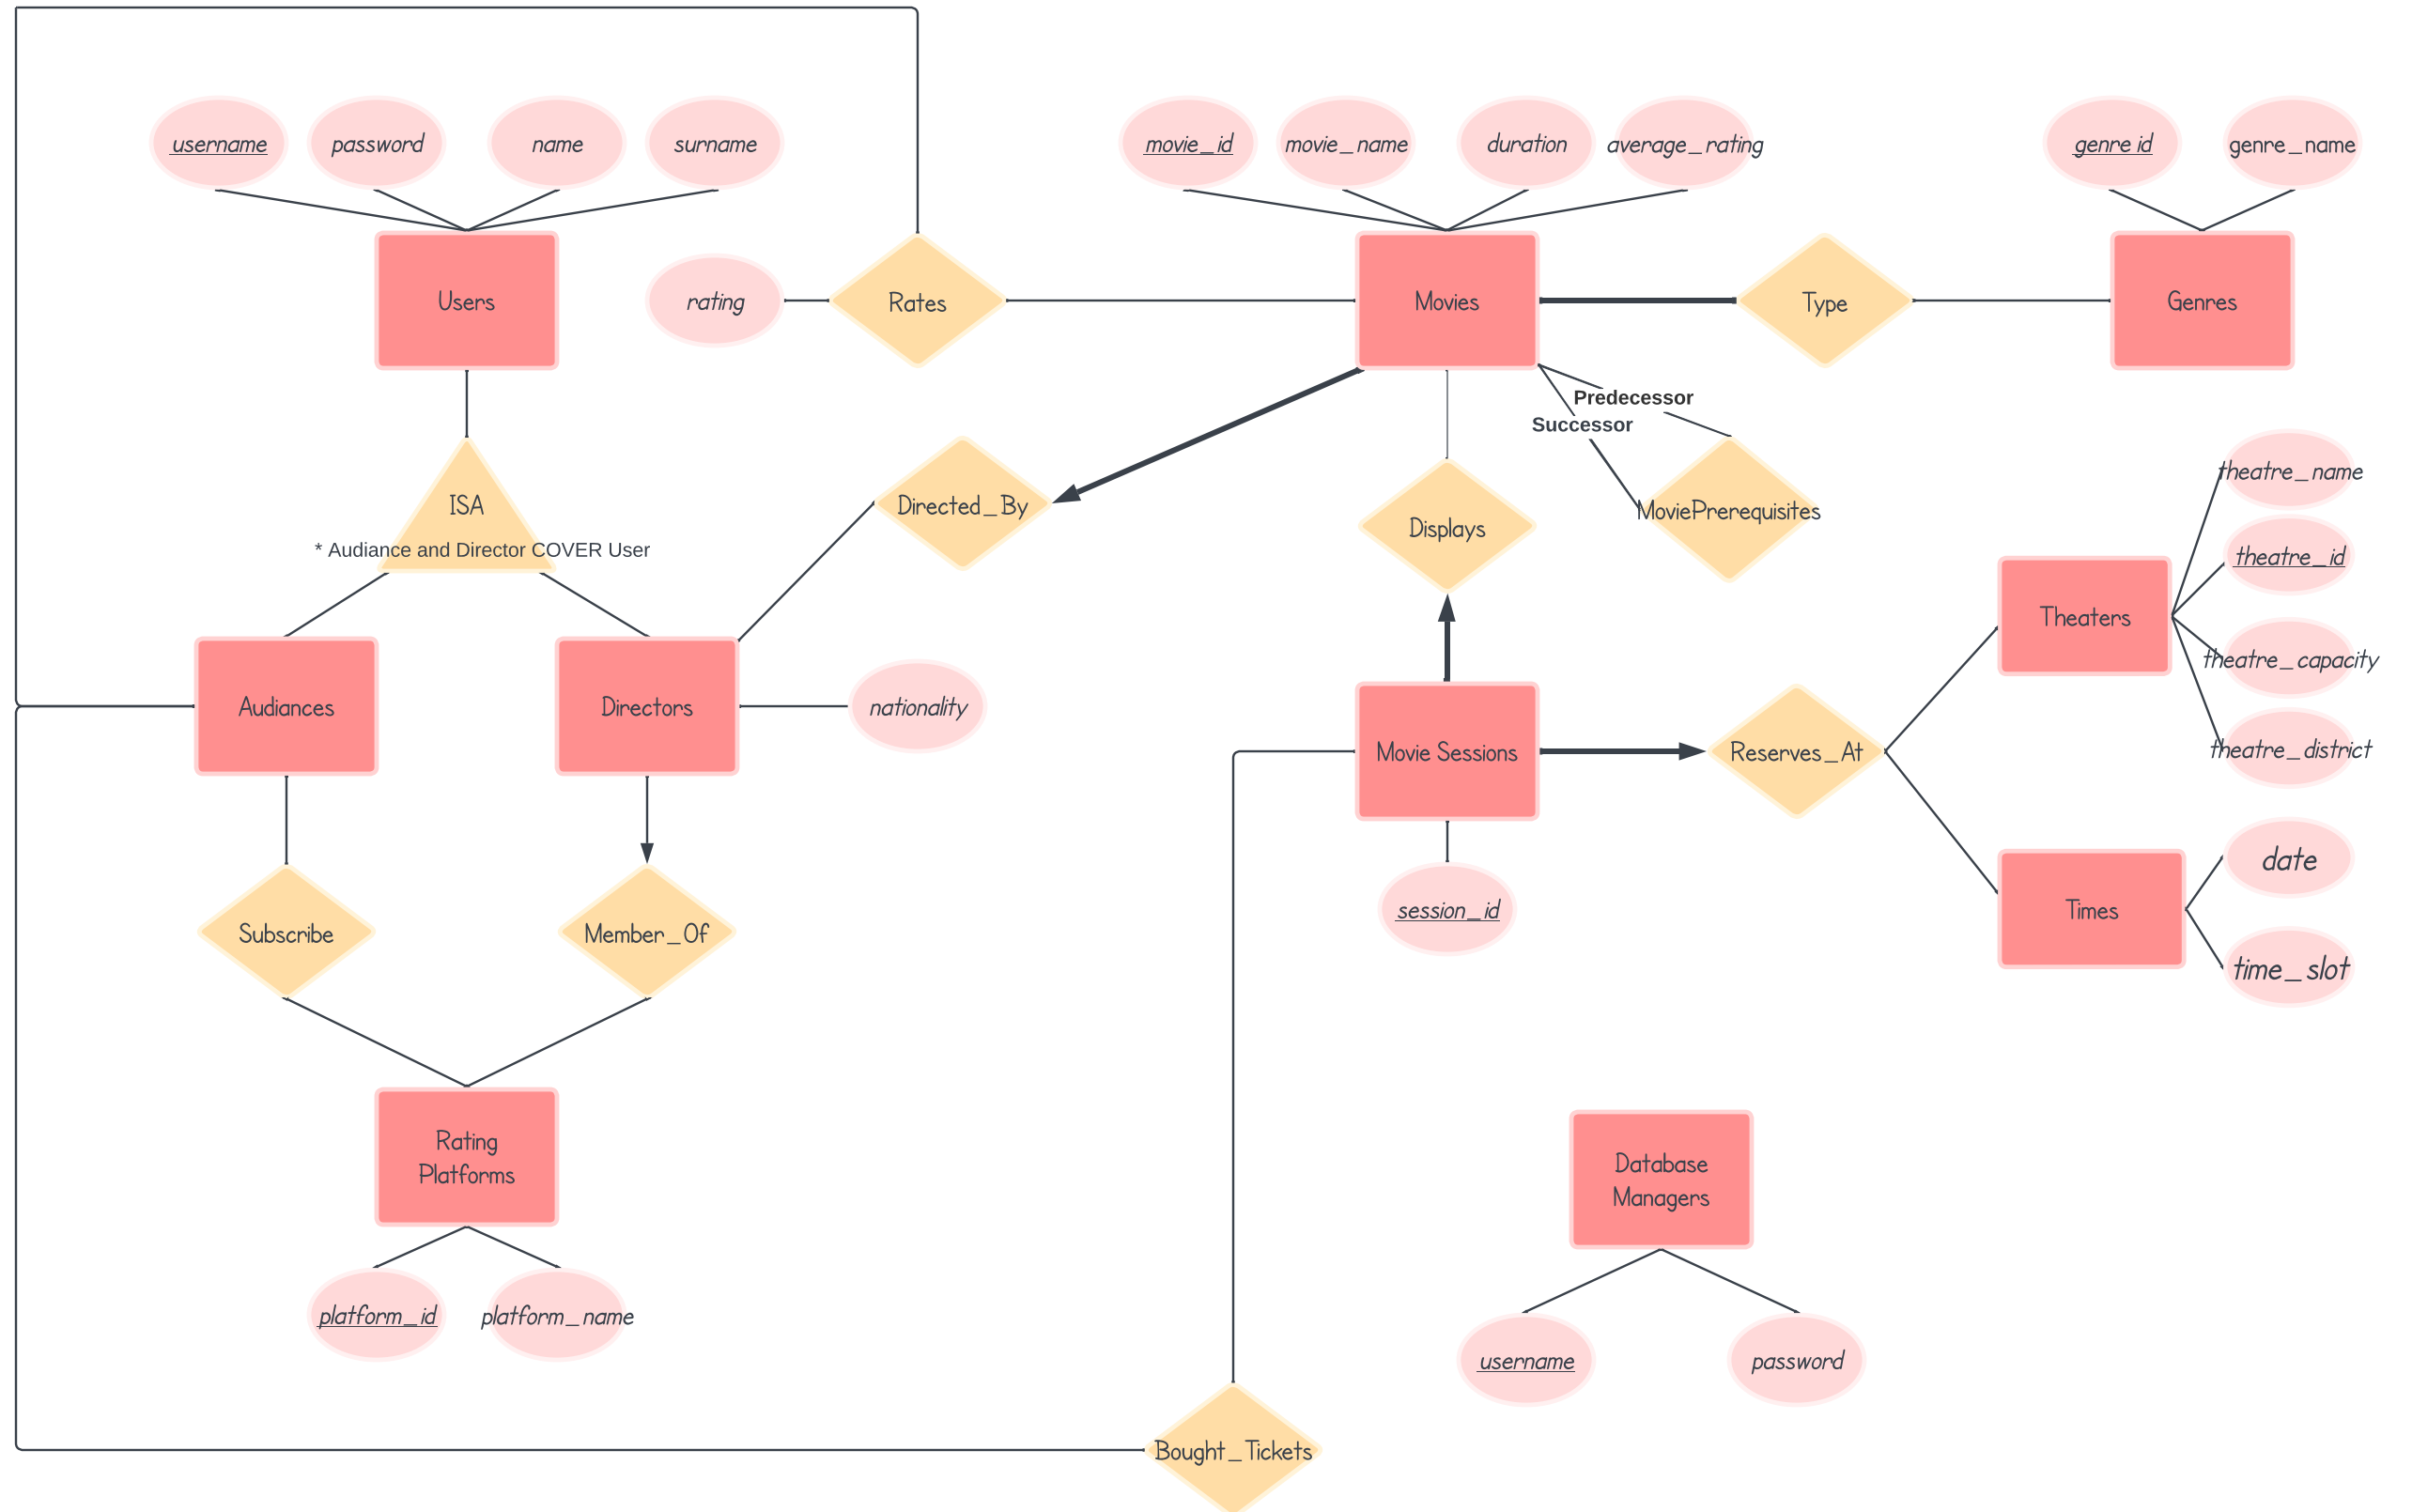 username
password
name
surname
movie_id
movie_name
duration
average_rating
genre id
genre_name
Users
rating
Rates
Movies
Type
Genres
Predecessor
Successor
ISA
* Audiance and Director COVER User
Directed_By
Displays
MoviePrerequisites
theatre_name
theatre_id
Theaters
theatre_capacity
theatre_district
Audiances
Directors
nationality
Movie Sessions
Reserves_At
date
Times
time_slot
session_id
Subscribe
Member_Of
Rating
Platforms
Database
Managers
platform_id
platform_name
username
password
Bought_Tickets